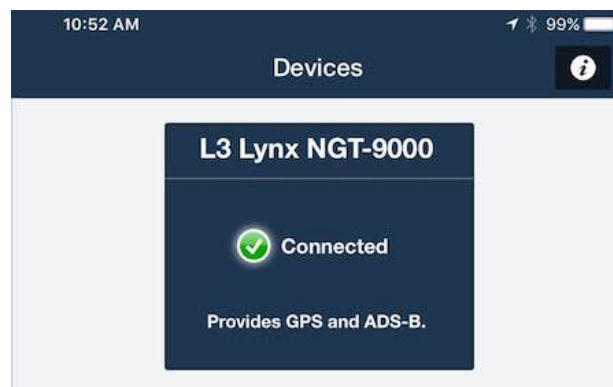 10:52 AM 99%
Devices
L3 Lynx NGT-9000
Connected
Provides GPS and ADS-B.